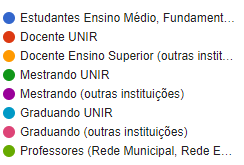 Estudantes Ensino Médio, Fundament…
Docente UNIR
Docente Ensino Superior (outras instit…
Mestrando UNIR
Mestrando (outras instituições)
Graduando UNIR
Graduando (outras instituições)
Professores (Rede Municipal, Rede E…